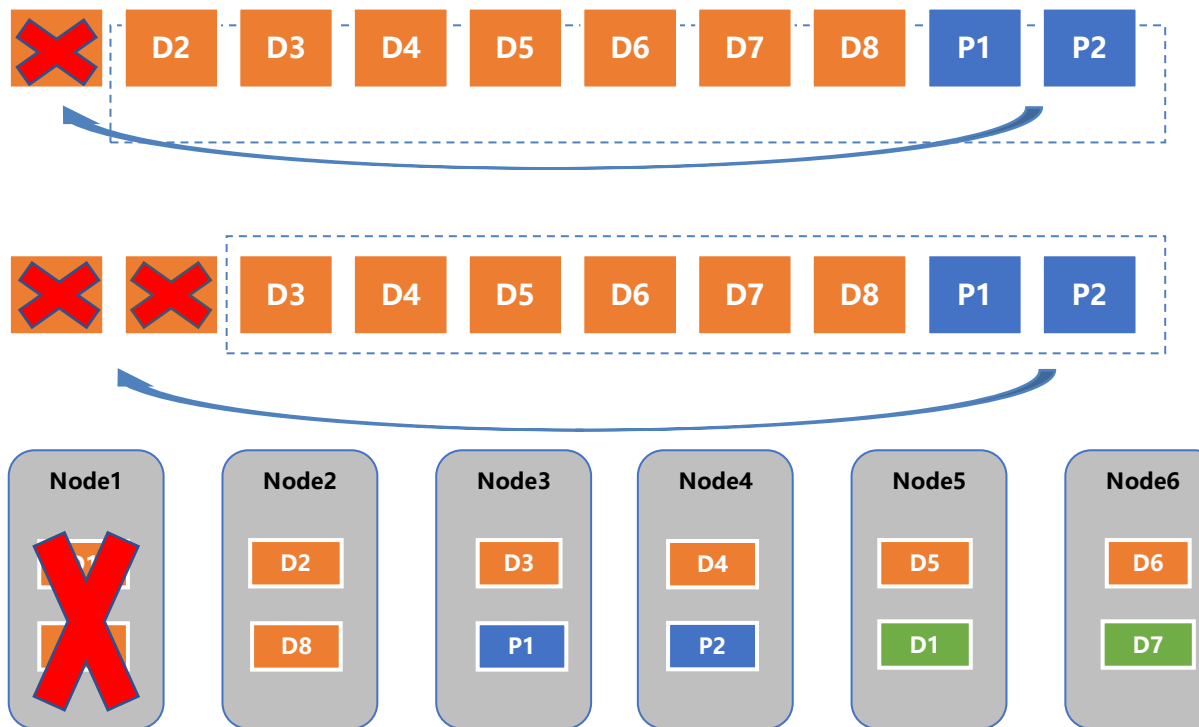 D2 D3 D4 D5 D6 D7 D8 P1 P2
D3 D4 D5 D6 D7 D8 P1 P2
Node1 Node2 Node3 Node4 Node5 Node6
D2 D3 D4 D5 D6
D8 P1 P2 D1 D7